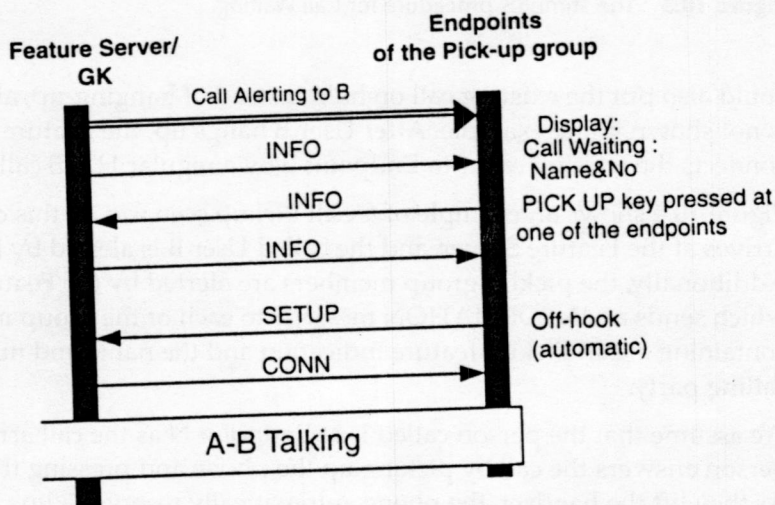 Endpoints
of the Pick-up group
Feature Server/
GK
Call Alerting to B
Display:
Call Waiting :
Name&No
INFO
INFO
PICK UP key pressed at
one of the endpoints
INFO
SETUP
Off-hook
(automatic)
CONN
A-B Talking